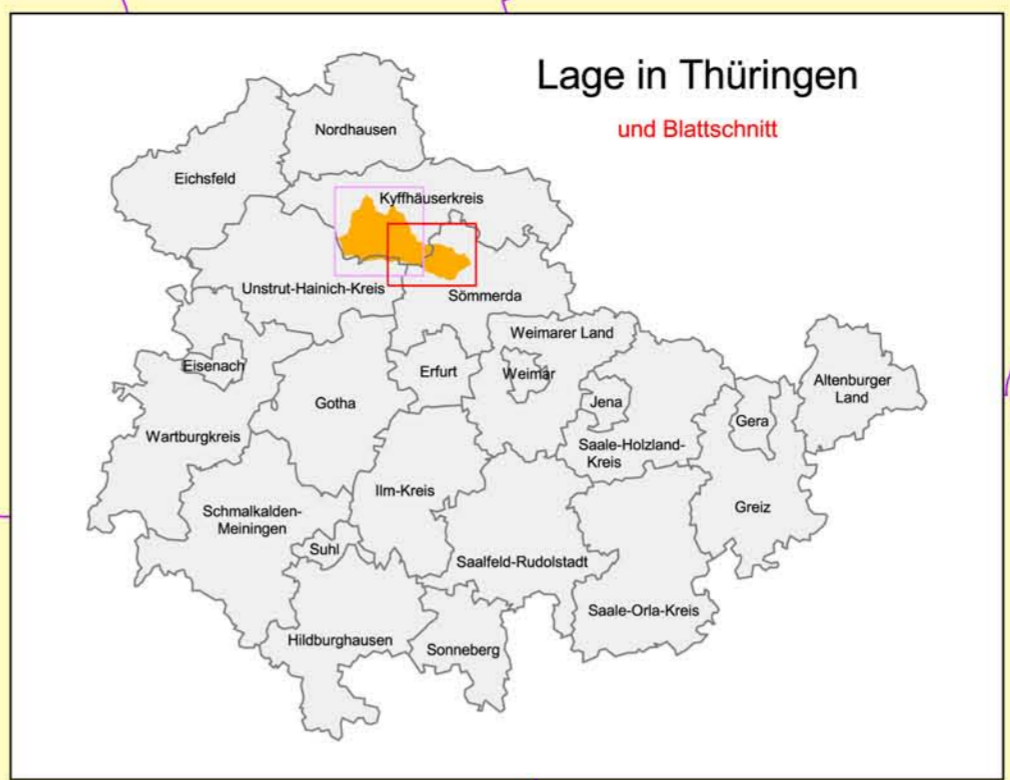 Lage in Thüringen
und Blattschnitt
Nordhausen
Eichsfeld
Kyffhäuserkreis
Unstrut-Hainich-Kreis
Sömmerda
Weimarer Land
Eisenach
Erfurt
Weimar
Altenburger
Land
Gotha
Jena
Gera
Wartburgkreis
Saale-Holzland-
Kreis
Ilm-Kreis
Schmalkalden-
Meiningen
Greiz
Suhl
Saalfeld-Rudolstadt
Saale-Orla-Kreis
Hildburghausen
Sonneberg